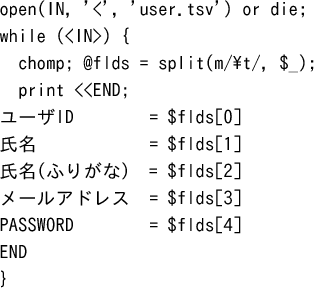 open(IN, '<', 'user.tsv') or die;
while (<IN>) {
  chomp; @flds = split(m/¥t/, $_);
  print <<END;
ユーザID        = $flds[0]
氏名            = $flds[1]
氏名(ふりがな)  = $flds[2]
メールアドレス  = $flds[3]
PASSWORD        = $flds[4]
END
}